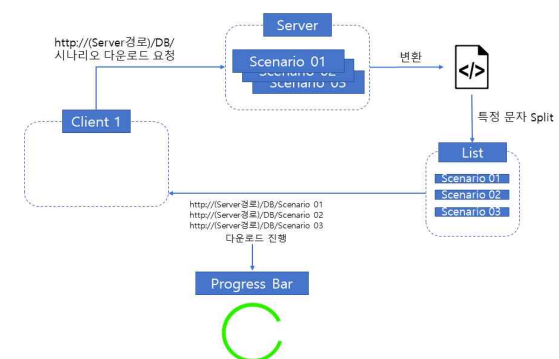 Server
http://(Server경로)/DB/
시나리오 다운로드 요청
Scenario 01
Scenario 02
Scenario 03
변환
</>
특정 문자 Split
Client 1
List
Scenario 01
Scenario 02
Scenario 03
http://(Server경로)/DB/Scenario 01
http://(Server경로)/DB/Scenario 02
http://(Server경로)/DB/Scenario 03
다운로드 진행
Progress Bar